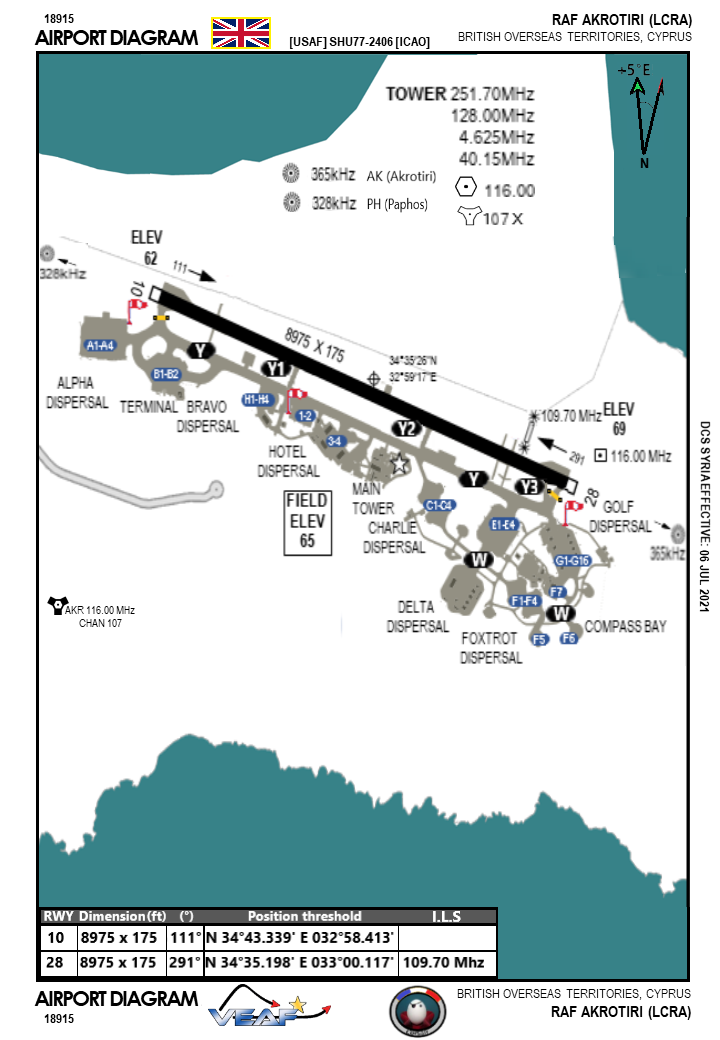 18915
AIRPORT DIAGRAM
[USAF] SHU77-2406 [ICAO]
RAF AKROTIRI (LCRA)
BRITISH OVERSEAS TERRITORIES, CYPRUS
+5°E
N
TOWER 251.70MHz
128.00MHz
4.625MHz
40.15MHz
365kHz AK (Akrotiri)
328kHz PH (Paphos)
116.00
107 X
ELEV
62
111
328kHz
10
8975 X 175
34°35'26"N
32°59'17"E
A1-A4
B1-B2
Y
Y1
H1-H4
1-2
3-4
Y2
ALPHA
DISPERSAL
TERMINAL
BRAVO
DISPERSAL
HOTEL
DISPERSAL
109.70 MHz
ELEV
69
291
116.00 MHz
28
Y
Y3
MAIN
TOWER
CHARLIE
DISPERSAL
C1-C4
E1-E4
GOLF
DISPERSAL
365kHz
FIELD
ELEV
65
W
G1-G16
F7
F1-F4
W
F5
F6
DELTA
DISPERSAL
FOXTROT
DISPERSAL
COMPASS BAY
AKR 116.00 MHz
CHAN 107
DCS SYRIA EFFECTIVE: 06 JUL 2021
RWY Dimension(ft) (°) Position threshold I.L.S
10 8975 x 175 111° N 34°43.339' E 032°58.413'
28 8975 x 175 291° N 34°35.198' E 033°00.117' 109.70 Mhz
AIRPORT DIAGRAM
18915
VEAF
BRITISH OVERSEAS TERRITORIES, CYPRUS
RAF AKROTIRI (LCRA)